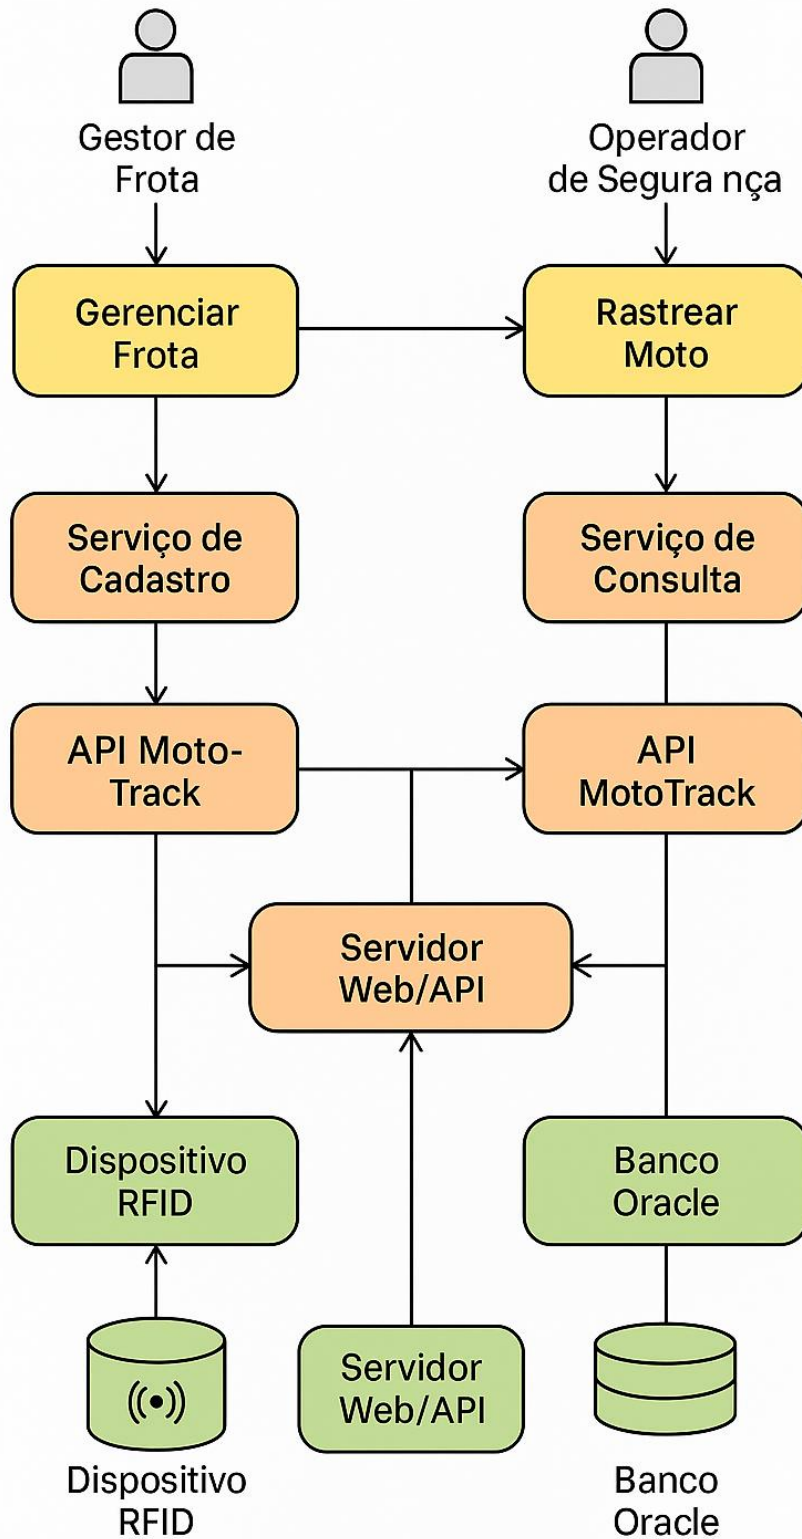 Gestor de
Frota
Operador
de Segura nça
Gerenciar
Frota
Rastrear
Moto
Serviço de
Cadastro
Serviço de
Consulta
API Moto-
Track
API
MotoTrack
Servidor
Web/API
Dispositivo
RFID
Banco
Oracle
Servidor
Web/API
Dispositivo
RFID
Banco
Oracle